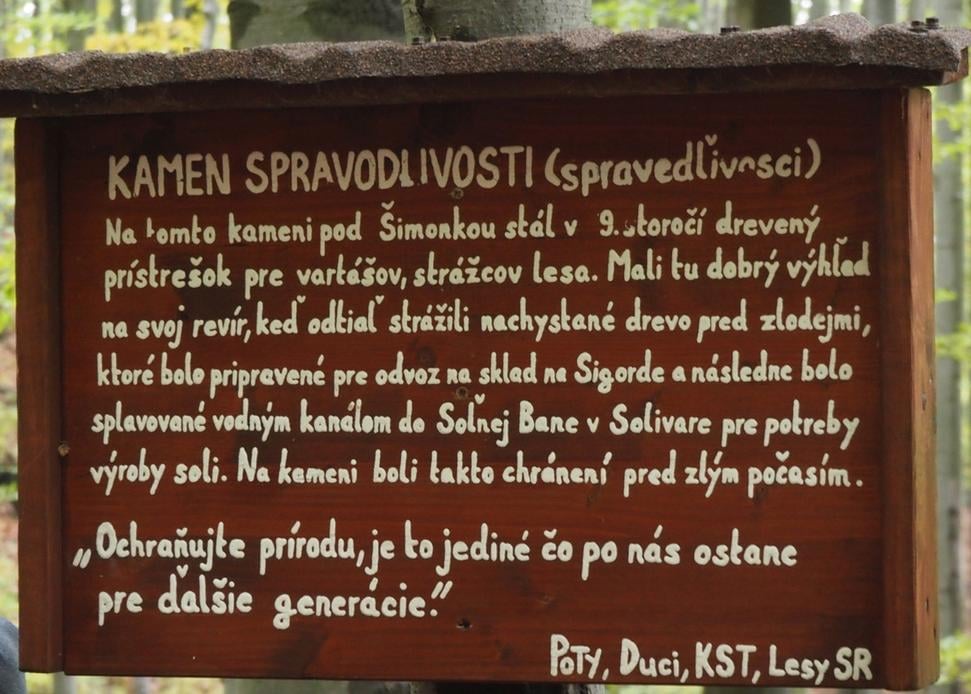 KAMEN SPRAVODLIVOSTI (spravedľivosci)
Na tomto kameni pod Šimonkou stál v 9. storočí drevený
prístrešok pre vartášov, strážcov lesa. Mali tu dobrý výhľad
na svoj revír, keď odtiaľ strážili nachystané drevo pred zlodejmi,
ktoré bolo pripravené pre odvoz na sklad na Sigorde a následne bolo
splavované vodným kanálom do Soľnej Bane v Solivare pre potreby
výroby soli. Na kameni boli takto chránení pred zlým počasím.
„Ochraňujte prírodu, je to jediné čo po nás ostane
pre ďalšie generácie.“
POTY, Duci, KST, Lesy SR